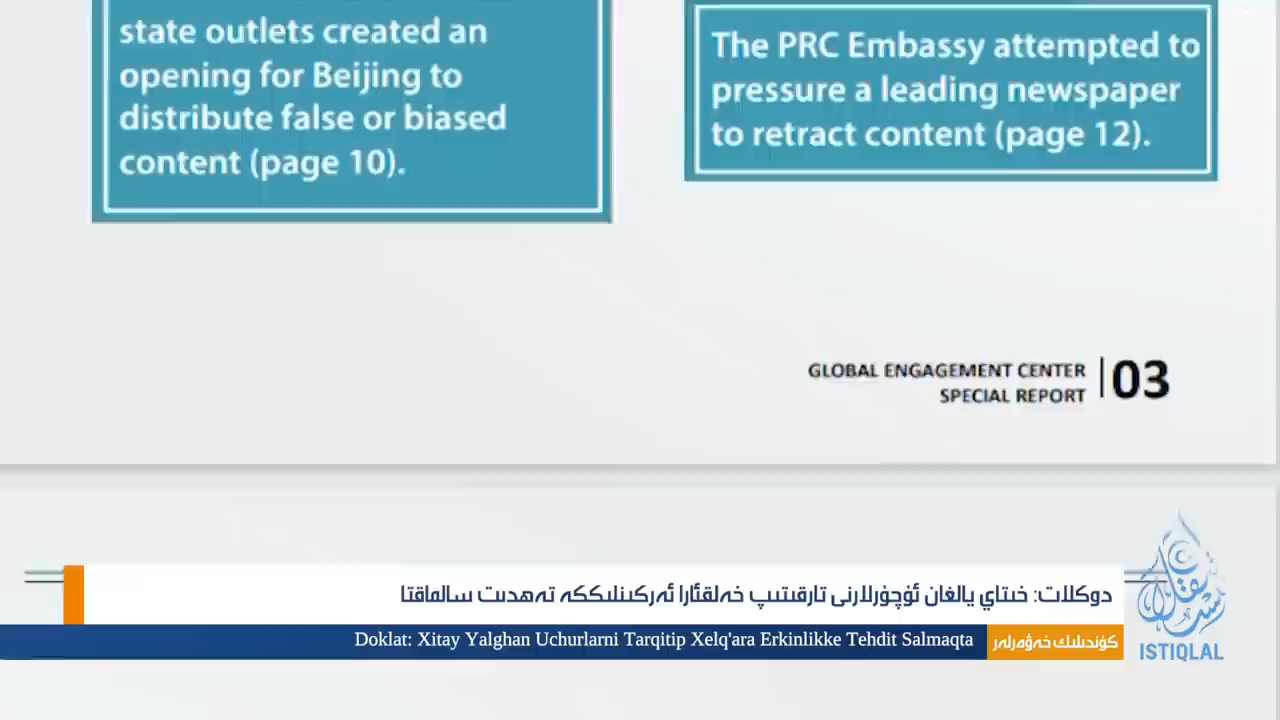 state outlets created an
opening for Beijing to
distribute false or biased
content (page 10).
The PRC Embassy attempted to
pressure a leading newspaper
to retract content (page 12).
GLOBAL ENGAGEMENT CENTER
SPECIAL REPORT
03
دوكلات: خىتاي يالغان ئۇچۇرلارنى تارقىتىپ خەلقئارا ئەركىنلىككە تەھدىت سالماقتا
Doklat: Xitay Yalghan Uchurlarni Tarqitip Xelq'ara Erkinlikke Tehdit Salmaqta
كۈندىلىك خەۋەرلەر
ISTIQLAL